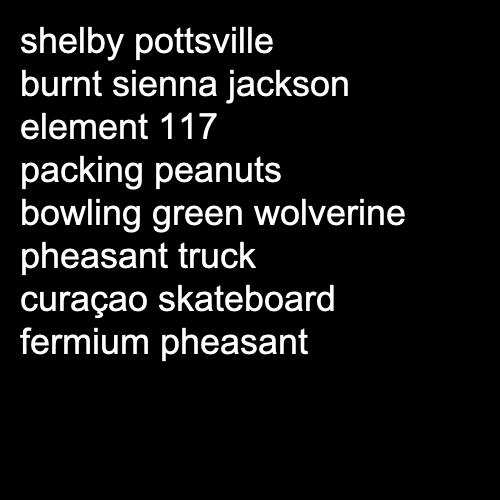 shelby pottsville
burnt sienna jackson
element 117
packing peanuts
bowling green wolverine
pheasant truck
curaçao skateboard
fermium pheasant